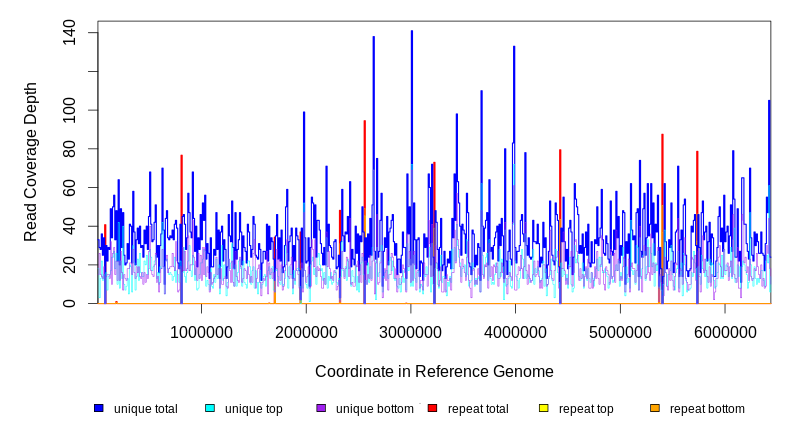 140
100
80
60
40
20
0
Read Coverage Depth
1000000 2000000 3000000 4000000 5000000 6000000
Coordinate in Reference Genome
unique total unique top unique bottom repeat total repeat top repeat bottom